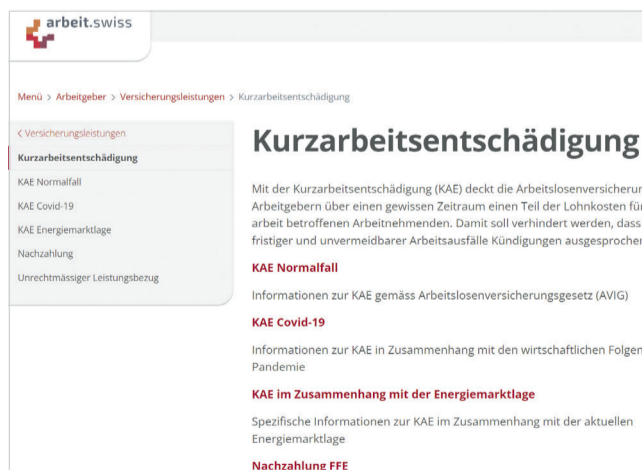 arbeit.swiss
Menü > Arbeitgeber > Versicherungsleistungen > Kurzarbeitsentschädigung
< Versicherungsleistungen
Kurzarbeitsentschädigung
KAE Normalfall
KAE Covid-19
KAE Energiemarktlage
Nachzahlung
Unrechtmässiger Leistungsbezug
Kurzarbeitsentschädigung
Mit der Kurzarbeitsentschädigung (KAE) deckt die
Arbeitgebern über einen gewissen Zeitraum einen Teil der Lohnkosten für
arbeit betroffenen Arbeitnehmenden. Damit soll verhindert werden, dass
fristiger und unvermeidbarer Arbeitsausfälle Kündigungen
KAE Normalfall
Informationen zur KAE gemäss Arbeitslosenversicherungsgesetz (AVIG)
KAE Covid-19
Informationen zur KAE in Zusammenhang mit den wirtschaftlichen Folgen
Pandemie
KAE im Zusammenhang mit der Energiemarktlage
Spezifische Informationen zur KAE im Zusammenhang mit der aktuellen
Energiemarktlage
Nachzahlung FFE